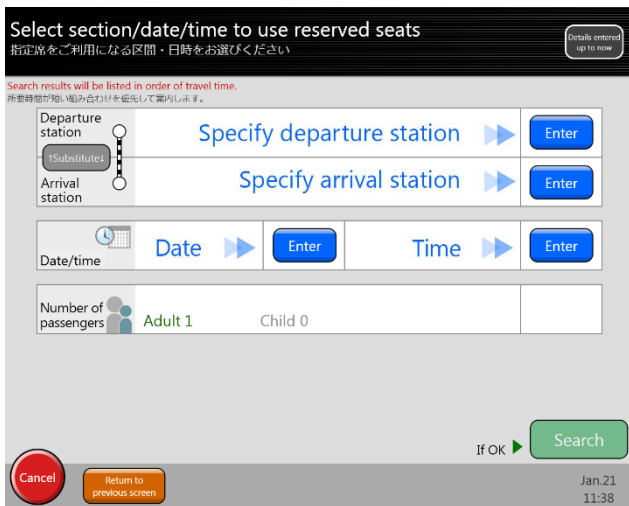 Select section/date/time to use reserved seats
指定席をご利用になる区間・日時をお選びください
Details entered
up to now
Search results will be listed in order of travel time.
所要時間が短い組み合わせを優先して案内します。
Departure
station
Specify departure station
Enter
↑Substitute↓
Arrival
station
Specify arrival station
Enter
Date/time
Date
Enter
Time
Enter
Number of
passengers
Adult 1
Child 0
If OK
Search
Cancel
Return to
previous screen
Jan.21
11:38